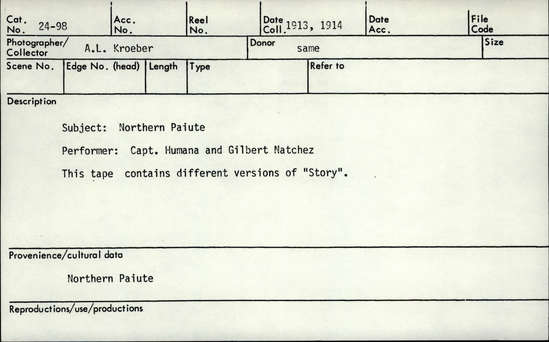 Cat. No. 24-98 Acc. No. Reel No. Date Coll. 1913, 1914 Date Acc. File Code
Photographer/ Collector A.L. Kroeber Donor same Size
Scene No. Edge No. (head) Length Type Refer to
Description
Subject: Northern Paiute
Performer: Capt. Humana and Gilbert Natchez
This tape contains different versions of "Story".
Provenience/cultural data
Northern Paiute
Reproductions/use/productions